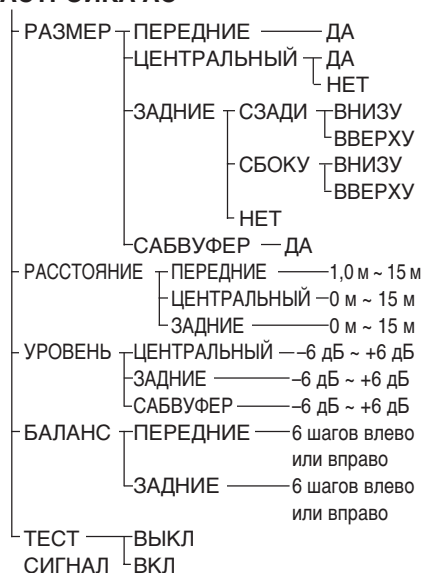 РАЗМЕР ПЕРЕДНИЕ ДА
ЦЕНТРАЛЬНЫЙ ДА
НЕТ
ЗАДНИЕ СЗАДИ ВНИЗУ
ВВЕРХУ
СБОКУ ВНИЗУ
ВВЕРХУ
НЕТ
САБВУФЕР ДА
РАССТОЯНИЕ ПЕРЕДНИЕ 1,0 м ~ 15 м
ЦЕНТРАЛЬНЫЙ 0 м ~ 15 м
ЗАДНИЕ 0 м ~ 15 м
УРОВЕНЬ ЦЕНТРАЛЬНЫЙ –6 дБ ~ +6 дБ
ЗАДНИЕ –6 дБ ~ +6 дБ
САБВУФЕР –6 дБ ~ +6 дБ
БАЛАНС ПЕРЕДНИЕ 6 шагов влево
или вправо
ЗАДНИЕ 6 шагов влево
или вправо
ТЕСТ ВЫКЛ
СИГНАЛ ВКЛ